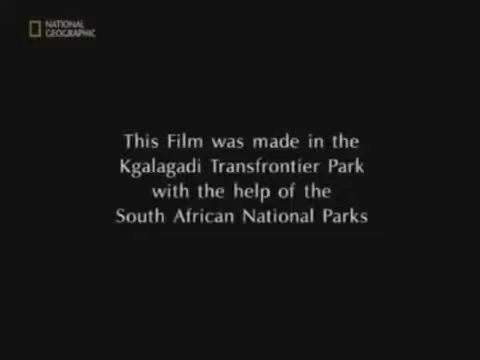 NATIONAL
GEOGRAPHIC
This Film was made in the
Kgalagadi Transfrontier Park
with the help of the
South African National Parks